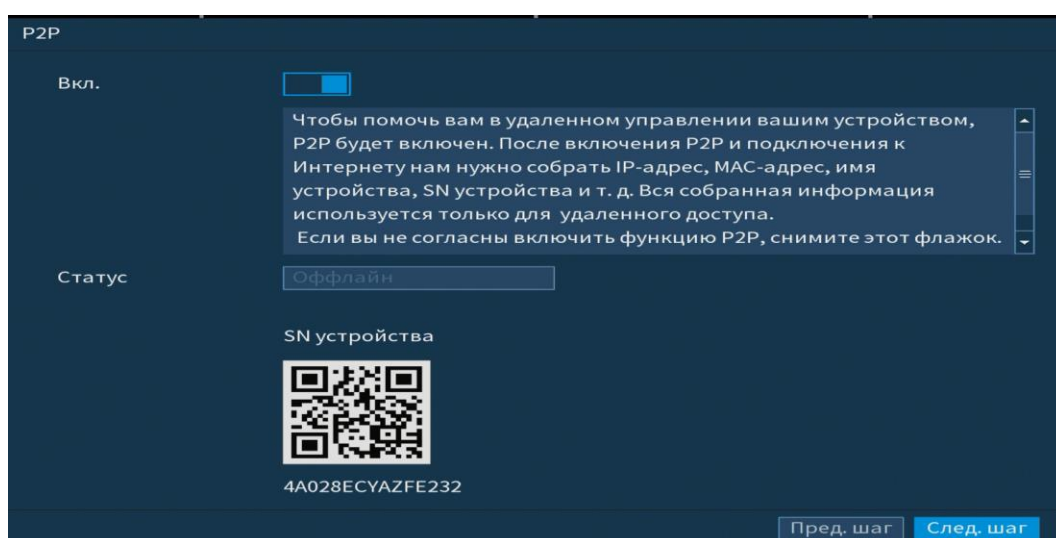 P2P
Вкл.
Чтобы помочь вам в удаленном управлении вашим устройством,
P2P будет включен. После включения P2P и подключения к
Интернету нам нужно собрать IP-адрес, MAC-адрес, имя
устройства, SN устройства и т. д. Вся собранная информация
используется только для удаленного доступа.
Если вы не согласны включить функцию P2P, снимите этот флажок.
Статус
Оффлайн
SN устройства
4A028ECYAZFE232
Пред. шаг
След. шаг